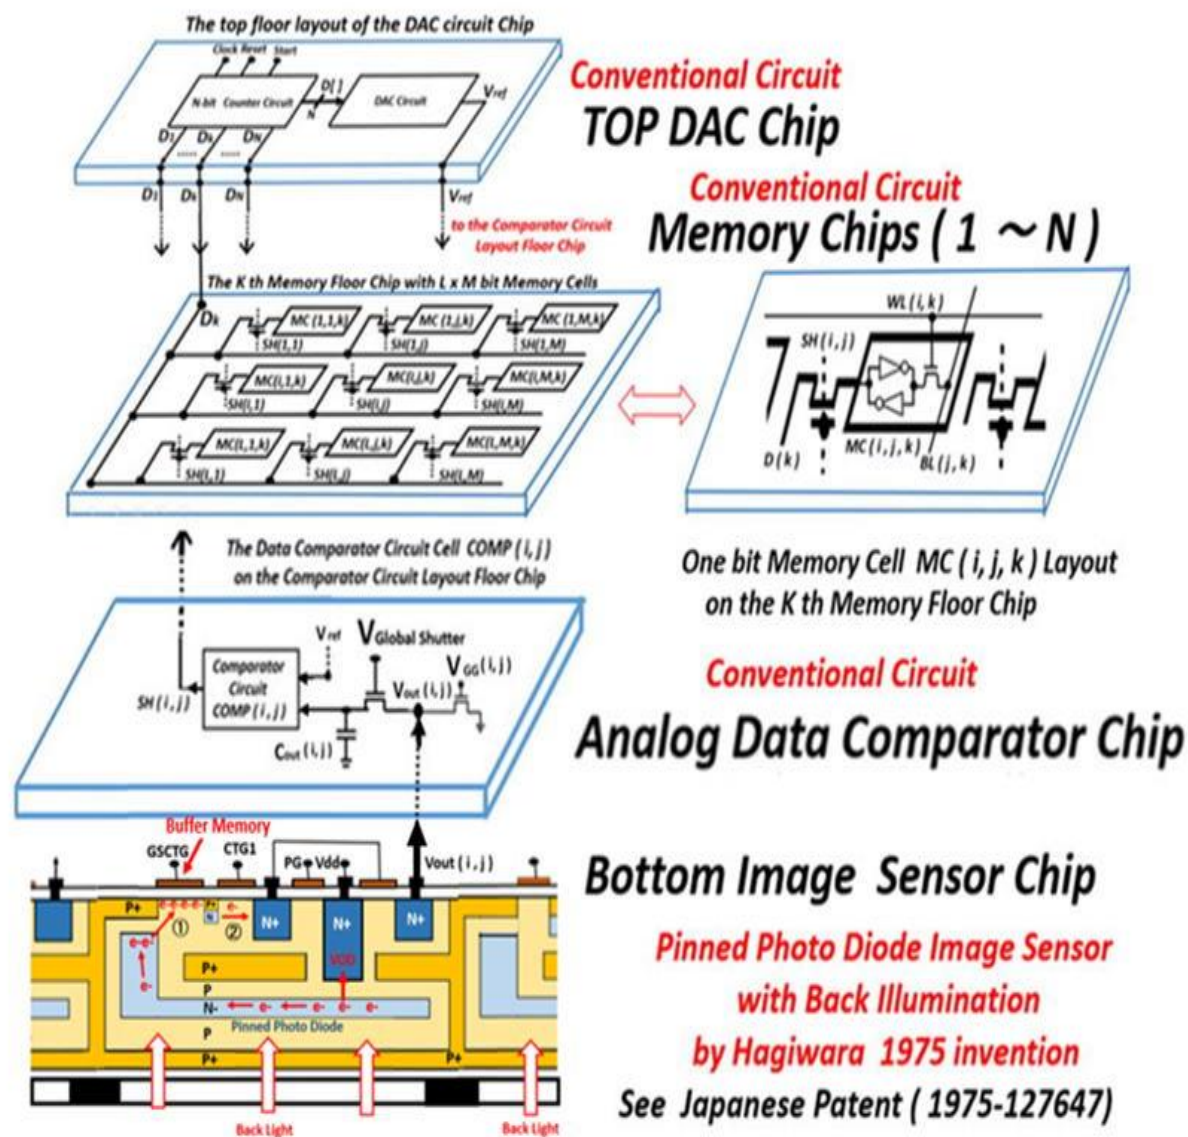 The top floor layout of the DAC circuit Chip
Clock Reset Start
N-bit Counter Circuit
D[ ]
N
DAC Circuit
Vref
D1 Dk DN
..... .....
D1 Dk DN
Vref
Conventional Circuit
TOP DAC Chip
to the Comparator Circuit
Layout Floor Chip
Conventional Circuit
Memory Chips ( 1 ～ N )
The K th Memory Floor Chip with L x M bit Memory Cells
Dk
MC (1,1,k) MC (1,j,k) MC (1,M,k)
SH(1,1) SH(1,j) SH(1,M)
MC(i,1,k) MC(i,j,k) MC(i,M,k)
SH(i,1) SH(i,j) SH(i,M)
MC(L,1,k) MC(L,j,k) MC(L,M,k)
SH(L,1) SH(L,j) SH(L,M)
WL ( i, k )
SH ( i , j )
D ( k )
MC ( i , j , k )
BL ( j , k )
One bit Memory Cell MC ( i, j, k ) Layout
on the K th Memory Floor Chip
The Data Comparator Circuit Cell COMP ( i, j )
on the Comparator Circuit Layout Floor Chip
Vref
VGlobal Shutter
VGG ( i, j )
Comparator
Circuit
COMP ( i, j )
SH ( i , j )
Vout ( i, j )
Cout ( i, j )
Conventional Circuit
Analog Data Comparator Chip
Buffer Memory
GSCTG
CTG1
PG
Vdd
Vout ( i, j )
P+
e- e- e- e-
P+
N
e-
①
②
N+
N+
N+
e-e-
e-
VDD
P+
P
N-
e- e- e- e-
Pinned Photo Diode
P
P+
P+
Back Light
Back Light
Bottom Image Sensor Chip
Pinned Photo Diode Image Sensor
with Back Illumination
by Hagiwara 1975 invention
See Japanese Patent ( 1975-127647)